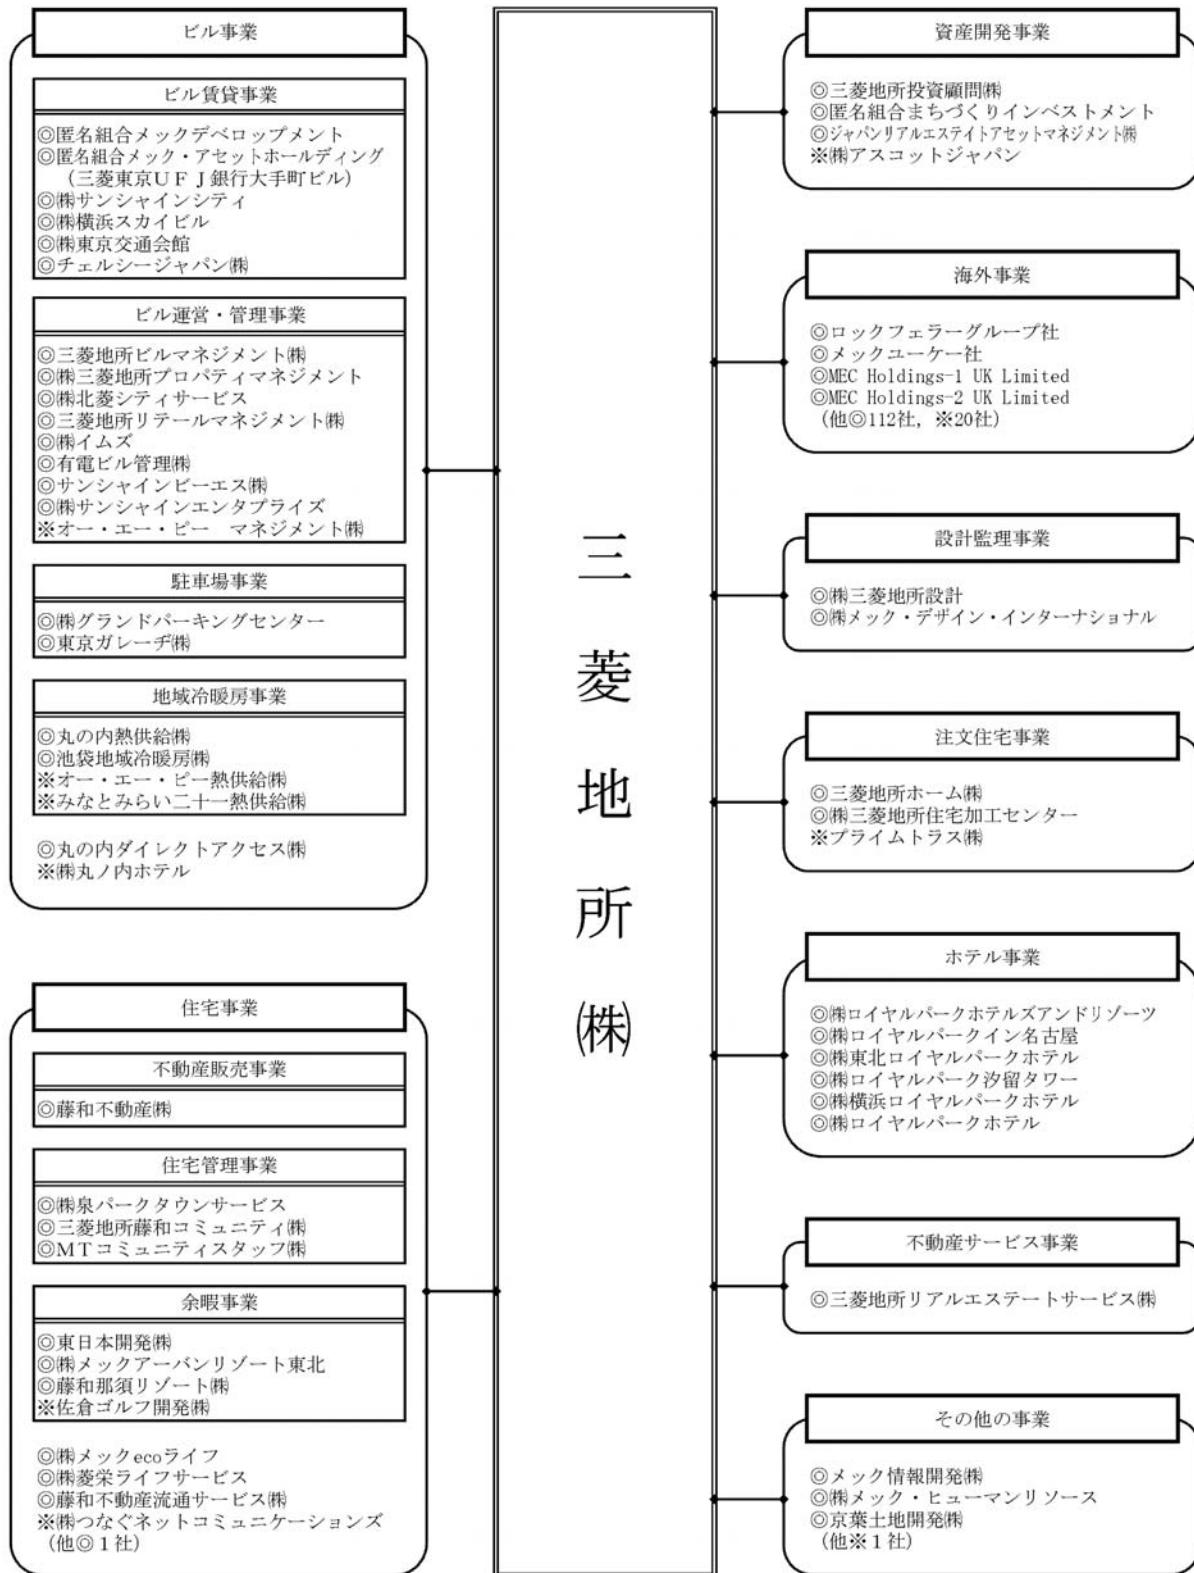 ビル事業
ビル賃貸事業
◎匿名組合メックデベロップメント
◎匿名組合メック・アセットホールディング
（三菱東京ＵＦＪ銀行大手町ビル）
◎㈱サンシャインシティ
◎㈱横浜スカイビル
◎㈱東京交通会館
◎チェルシージャパン㈱
ビル運営・管理事業
◎三菱地所ビルマネジメント㈱
◎㈱三菱地所プロパティマネジメント
◎㈱北菱シティサービス
◎三菱地所リテールマネジメント㈱
◎㈱イムズ
◎有電ビル管理㈱
◎サンシャインビーエス㈱
◎㈱サンシャインエンタプライズ
※オー・エー・ピー　マネジメント㈱
駐車場事業
◎㈱グランドパーキングセンター
◎東京ガレーヂ㈱
地域冷暖房事業
◎丸の内熱供給㈱
◎池袋地域冷暖房㈱
※オー・エー・ピー熱供給㈱
※みなとみらい二十一熱供給㈱
◎丸の内ダイレクトアクセス㈱
※㈱丸ノ内ホテル
住宅事業
不動産販売事業
◎藤和不動産㈱
住宅管理事業
◎㈱泉パークタウンサービス
◎三菱地所藤和コミュニティ㈱
◎ＭＴコミュニティスタッフ㈱
余暇事業
◎東日本開発㈱
◎㈱メックアーバンリゾート東北
◎藤和那須リゾート㈱
※佐倉ゴルフ開発㈱
◎㈱メックecoライフ
◎㈱菱栄ライフサービス
◎藤和不動産流通サービス㈱
※㈱つなぐネットコミュニケーションズ
（他◎１社）
三菱地所㈱
資産開発事業
◎三菱地所投資顧問㈱
◎匿名組合まちづくりインベストメント
◎ジャパンリアルエステイトアセットマネジメント㈱
※㈱アスコットジャパン
海外事業
◎ロックフェラーグループ社
◎メックユーケー社
◎MEC Holdings-1 UK Limited
◎MEC Holdings-2 UK Limited
（他◎112社，※20社）
設計監理事業
◎㈱三菱地所設計
◎㈱メック・デザイン・インターナショナル
注文住宅事業
◎三菱地所ホーム㈱
◎㈱三菱地所住宅加工センター
※プライムトラス㈱
ホテル事業
◎㈱ロイヤルパークホテルズアンドリゾーツ
◎㈱ロイヤルパークイン名古屋
◎㈱東北ロイヤルパークホテル
◎㈱ロイヤルパーク汐留タワー
◎㈱横浜ロイヤルパークホテル
◎㈱ロイヤルパークホテル
不動産サービス事業
◎三菱地所リアルエステートサービス㈱
その他の事業
◎メック情報開発㈱
◎㈱メック・ヒューマンリソース
◎京葉土地開発㈱
（他※１社）